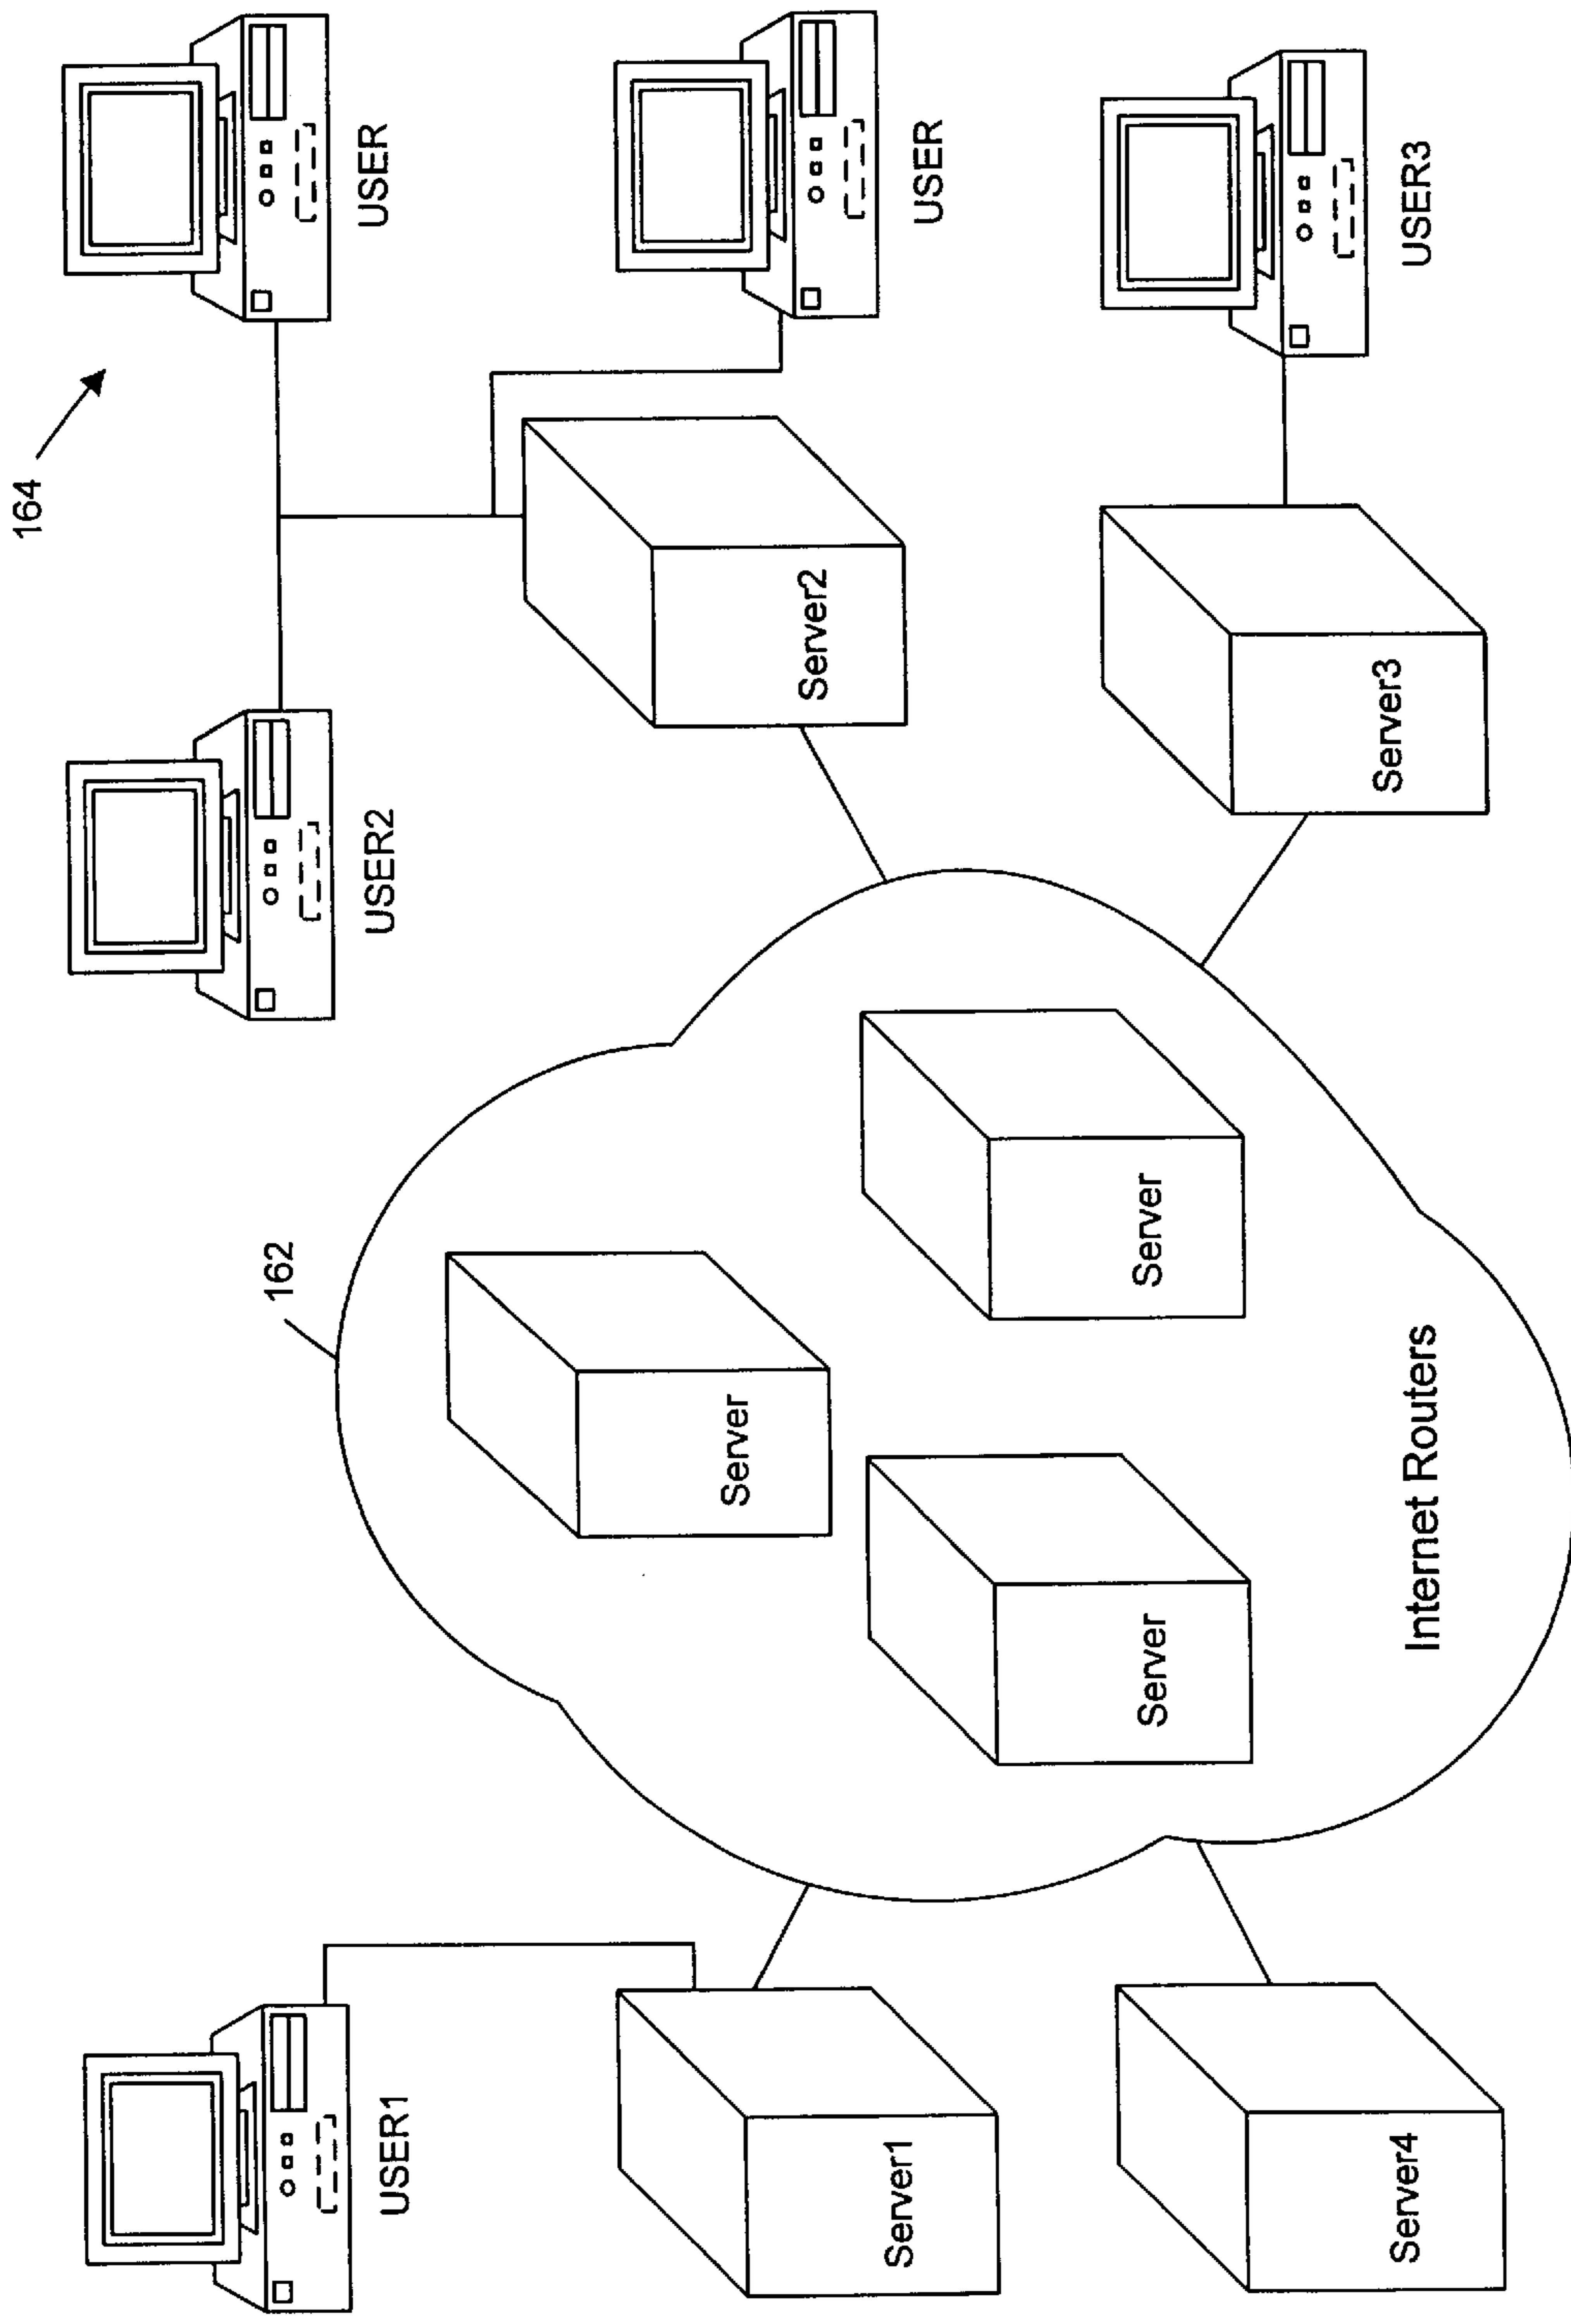 164
USER
USER2
USER
USER3
Server2
Server3
162
Server
Server
Server
Internet Routers
USER1
Server1
Server4